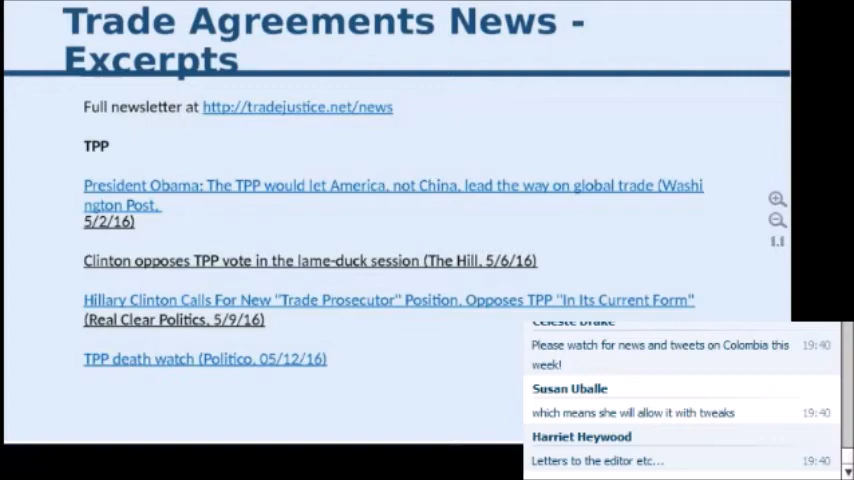 Trade Agreements News -
Excerpts
Full newsletter at http://tradejustice.net/news
TPP
President Obama: The TPP would let America, not China, lead the way on global trade (Washi
ngton Post,
5/2/16)
Clinton opposes TPP vote in the lame-duck session (The Hill, 5/6/16)
Hillary Clinton Calls For New "Trade Prosecutor" Position, Opposes TPP "In Its Current Form"
(Real Clear Politics, 5/9/16)
TPP death watch (Politico, 05/12/16)
1.1
Celeste Drake
Please watch for news and tweets on Colombia this 19:40
week!
Susan Uballe
which means she will allow it with tweaks 19:40
Harriet Heywood
Letters to the editor etc... 19:40